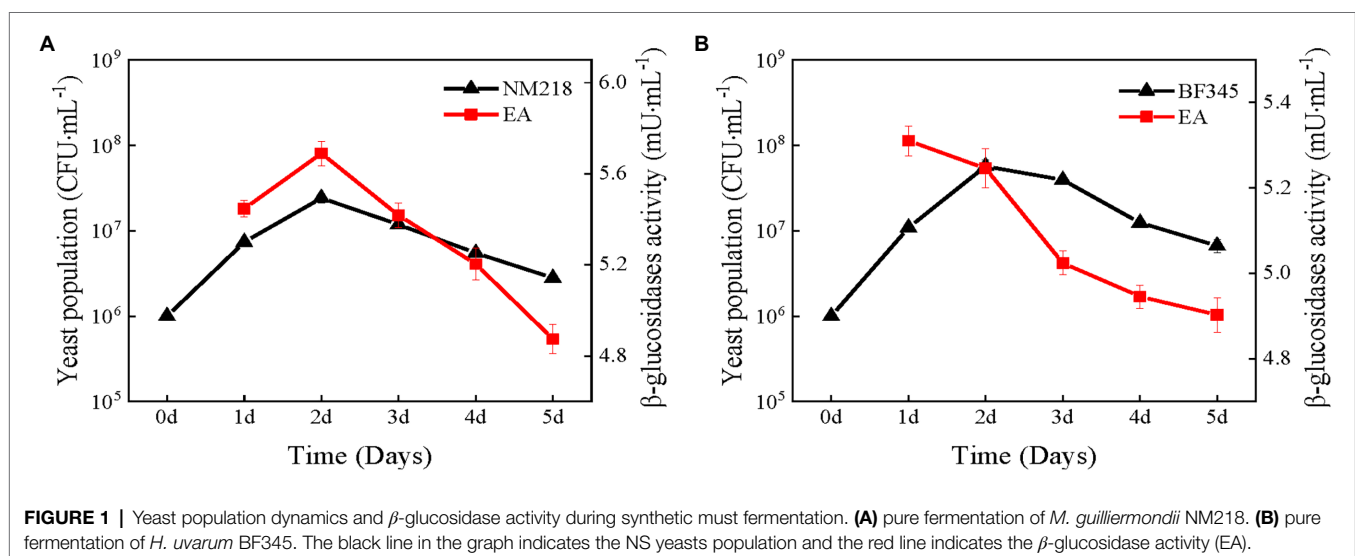 A
Yeast population (CFU·mL⁻¹)
10⁹
10⁸
10⁷
10⁶
10⁵
NM218
EA
6.0
5.6
5.2
4.8
β-glucosidases activity (mU·mL⁻¹)
0d 1d 2d 3d 4d 5d
Time (Days)
B
Yeast population (CFU·mL⁻¹)
10⁹
10⁸
10⁷
10⁶
10⁵
BF345
EA
5.4
5.2
5.0
4.8
β-glucosidases activity (mU·mL⁻¹)
0d 1d 2d 3d 4d 5d
Time (Days)
FIGURE 1 | Yeast population dynamics and β-glucosidase activity during synthetic must fermentation. (A) pure fermentation of M. guilliermondii NM218. (B) pure
fermentation of H. uvarum BF345. The black line in the graph indicates the NS yeasts population and the red line indicates the β-glucosidase activity (EA).